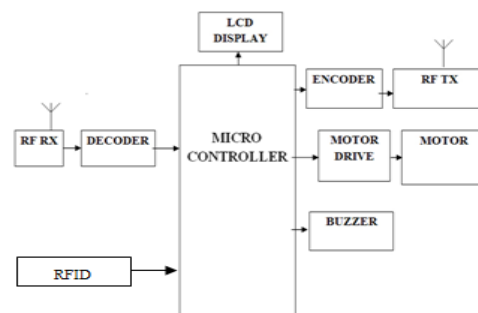 LCD
DISPLAY
ENCODER
RF TX
RF RX
DECODER
MICRO
CONTROLLER
MOTOR
DRIVE
MOTOR
BUZZER
RFID